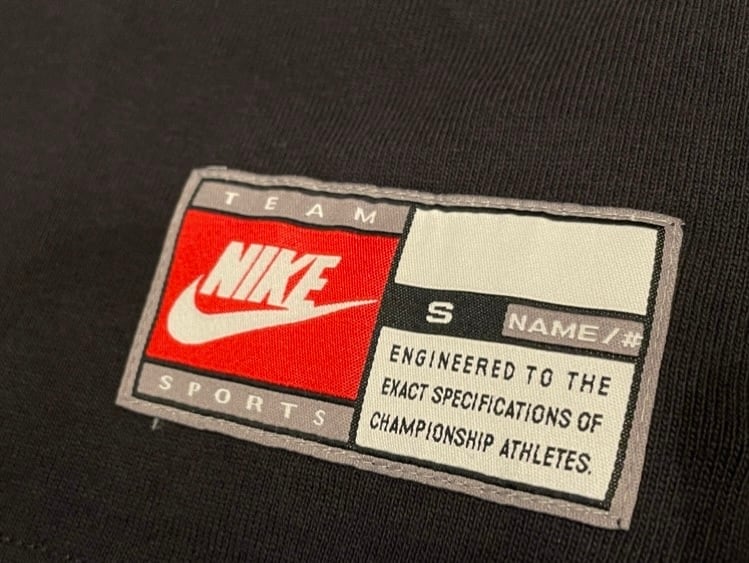 TEAM
NIKE
SPORTS
S
NAME/#
ENGINEERED TO THE
EXACT SPECIFICATIONS OF
CHAMPIONSHIP ATHLETES.